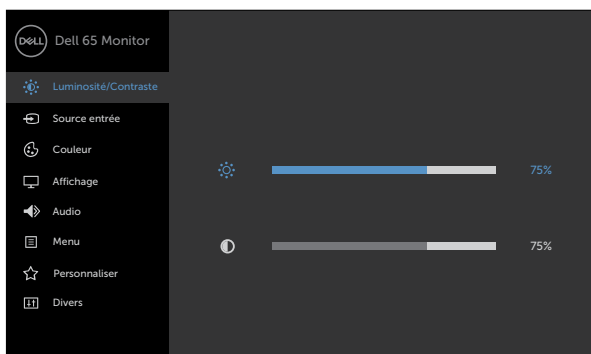 DELL
Dell 65 Monitor
Luminosité/Contraste
Source entrée
Couleur
Affichage
Audio
Menu
Personnaliser
Divers
75%
75%